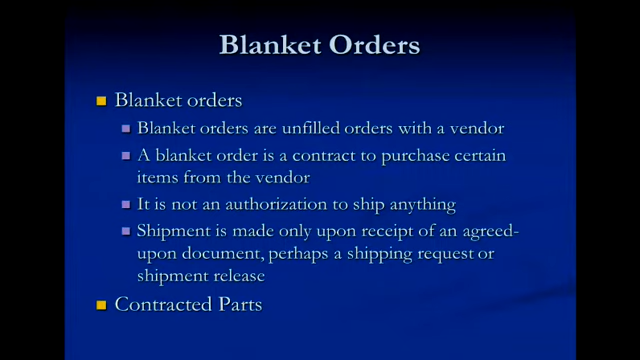 Blanket Orders
Blanket orders
Blanket orders are unfilled orders with a vendor
A blanket order is a contract to purchase certain
items from the vendor
It is not an authorization to ship anything
Shipment is made only upon receipt of an agreed-
upon document, perhaps a shipping request or
shipment release
Contracted Parts